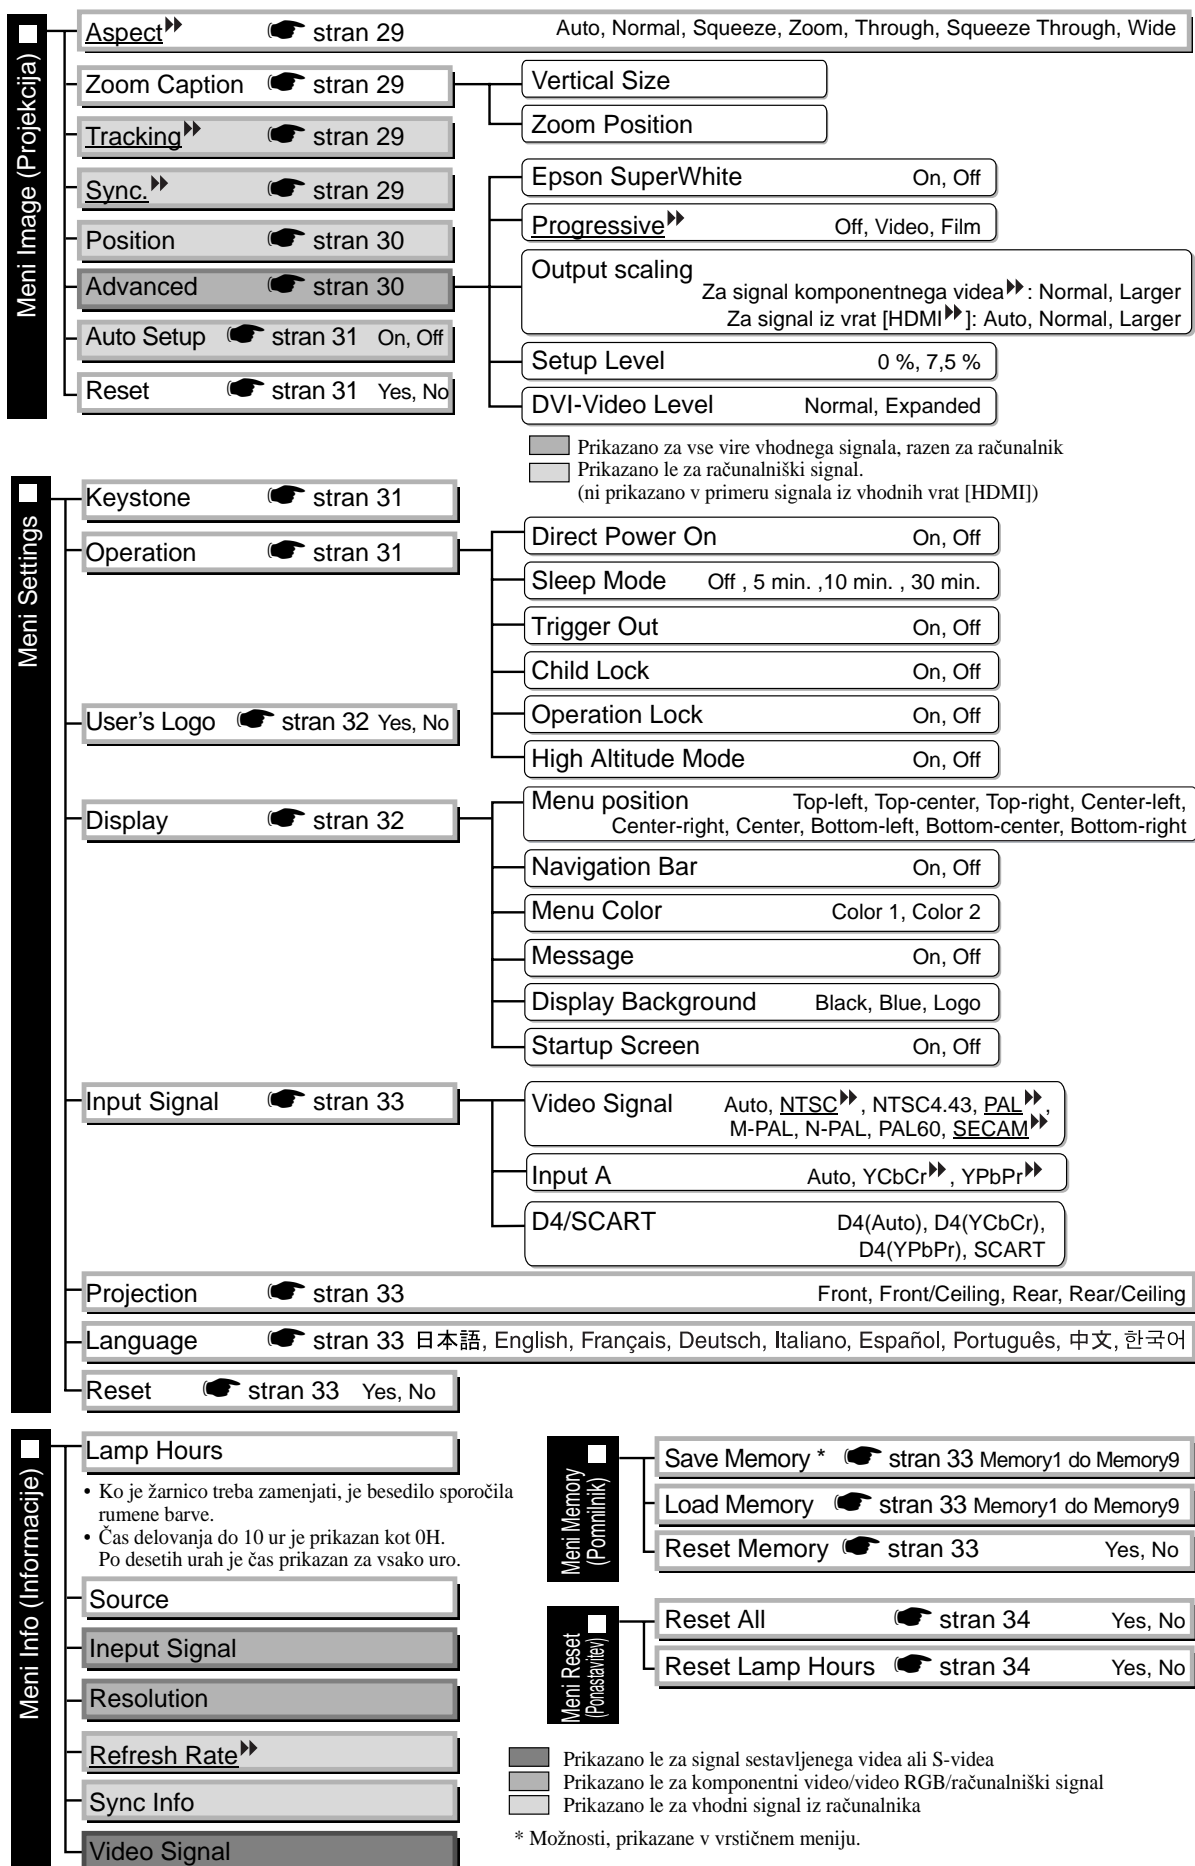 Meni Image (Projekcija)
Aspect stran 29 Auto, Normal, Squeeze, Zoom, Through, Squeeze Through, Wide
Zoom Caption stran 29
Vertical Size
Zoom Position
Tracking stran 29
Sync. stran 29
Position stran 30
Advanced stran 30
Epson SuperWhite On, Off
Progressive Off, Video, Film
Output scaling
Za signal komponentnega videa : Normal, Larger
Za signal iz vrat [HDMI ]: Auto, Normal, Larger
Setup Level 0 %, 7,5 %
DVI-Video Level Normal, Expanded
Auto Setup stran 31 On, Off
Reset stran 31 Yes, No
Prikazano za vse vire vhodnega signala, razen za računalnik
Prikazano le za računalniški signal.
(ni prikazano v primeru signala iz vhodnih vrat [HDMI])
Meni Settings
Keystone stran 31
Operation stran 31
Direct Power On On, Off
Sleep Mode Off , 5 min. ,10 min. , 30 min.
Trigger Out On, Off
Child Lock On, Off
Operation Lock On, Off
High Altitude Mode On, Off
User's Logo stran 32 Yes, No
Display stran 32
Menu position Top-left, Top-center, Top-right, Center-left,
Center-right, Center, Bottom-left, Bottom-center, Bottom-right
Navigation Bar On, Off
Menu Color Color 1, Color 2
Message On, Off
Display Background Black, Blue, Logo
Startup Screen On, Off
Input Signal stran 33
Video Signal Auto, NTSC , NTSC4.43, PAL ,
M-PAL, N-PAL, PAL60, SECAM
Input A Auto, YCbCr , YPbPr
D4/SCART D4(Auto), D4(YCbCr),
D4(YPbPr), SCART
Projection stran 33 Front, Front/Ceiling, Rear, Rear/Ceiling
Language stran 33 日本語, English, Français, Deutsch, Italiano, Español, Português, 中文, 한국어
Reset stran 33 Yes, No
Meni Info (Informacije)
Lamp Hours
• Ko je žarnico treba zamenjati, je besedilo sporočila
rumene barve.
• Čas delovanja do 10 ur je prikazan kot 0H.
Po desetih urah je čas prikazan za vsako uro.
Source
Ineput Signal
Resolution
Refresh Rate
Sync Info
Video Signal
Meni Memory
(Pomnilnik)
Save Memory * stran 33 Memory1 do Memory9
Load Memory stran 33 Memory1 do Memory9
Reset Memory stran 33 Yes, No
Meni Reset
(Ponastavitev)
Reset All stran 34 Yes, No
Reset Lamp Hours stran 34 Yes, No
Prikazano le za signal sestavljenega videa ali S-videa
Prikazano le za komponentni video/video RGB/računalniški signal
Prikazano le za vhodni signal iz računalnika
* Možnosti, prikazane v vrstičnem meniju.